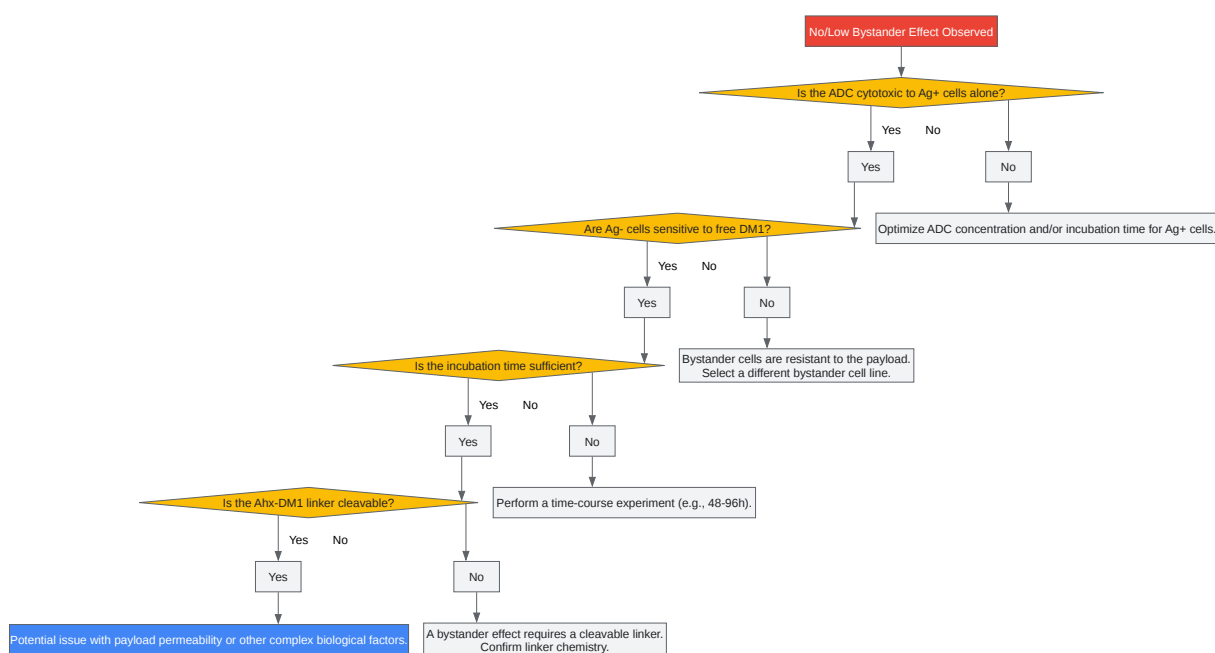 No/Low Bystander Effect Observed
Is the ADC cytotoxic to Ag+ cells alone?
Yes
No
Yes
No
Are Ag- cells sensitive to free DM1?
Optimize ADC concentration and/or incubation time for Ag+ cells.
Yes
No
Yes
No
Is the incubation time sufficient?
Bystander cells are resistant to the payload.
Select a different bystander cell line.
Yes
No
Yes
No
Is the Ahx-DM1 linker cleavable?
Perform a time-course experiment (e.g., 48-96h).
Yes
No
Yes
No
Potential issue with payload permeability or other complex biological factors.
A bystander effect requires a cleavable linker.
Confirm linker chemistry.